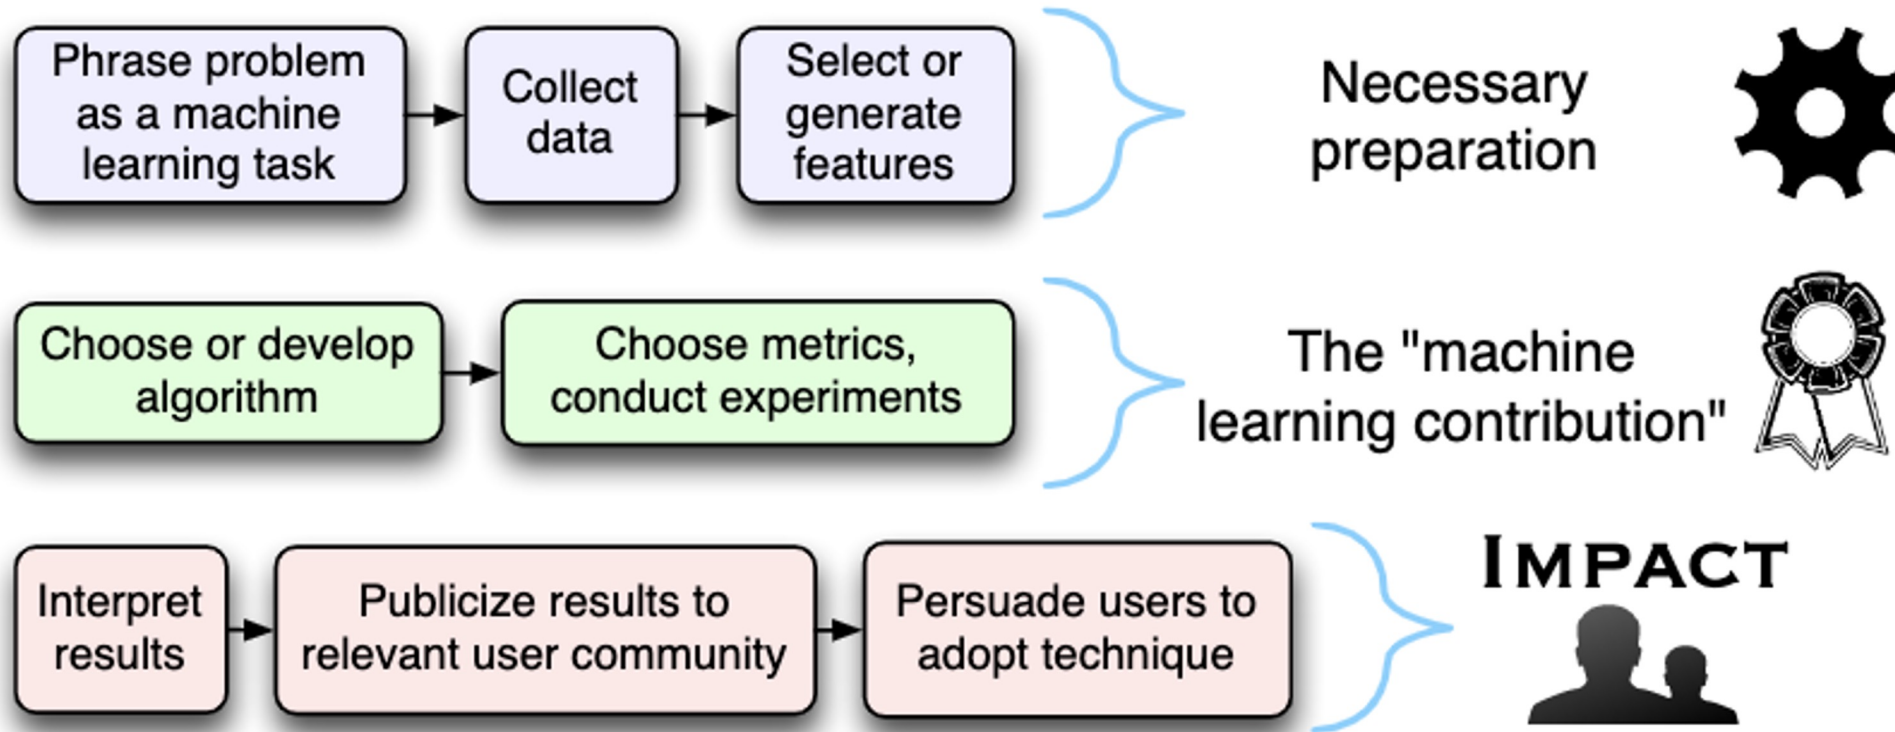 Phrase problem
as a machine
learning task
Collect
data
Select or
generate
features
Necessary
preparation
Choose or develop
algorithm
Choose metrics,
conduct experiments
The "machine
learning contribution"
Interpret
results
Publicize results to
relevant user community
Persuade users to
adopt technique
IMPACT